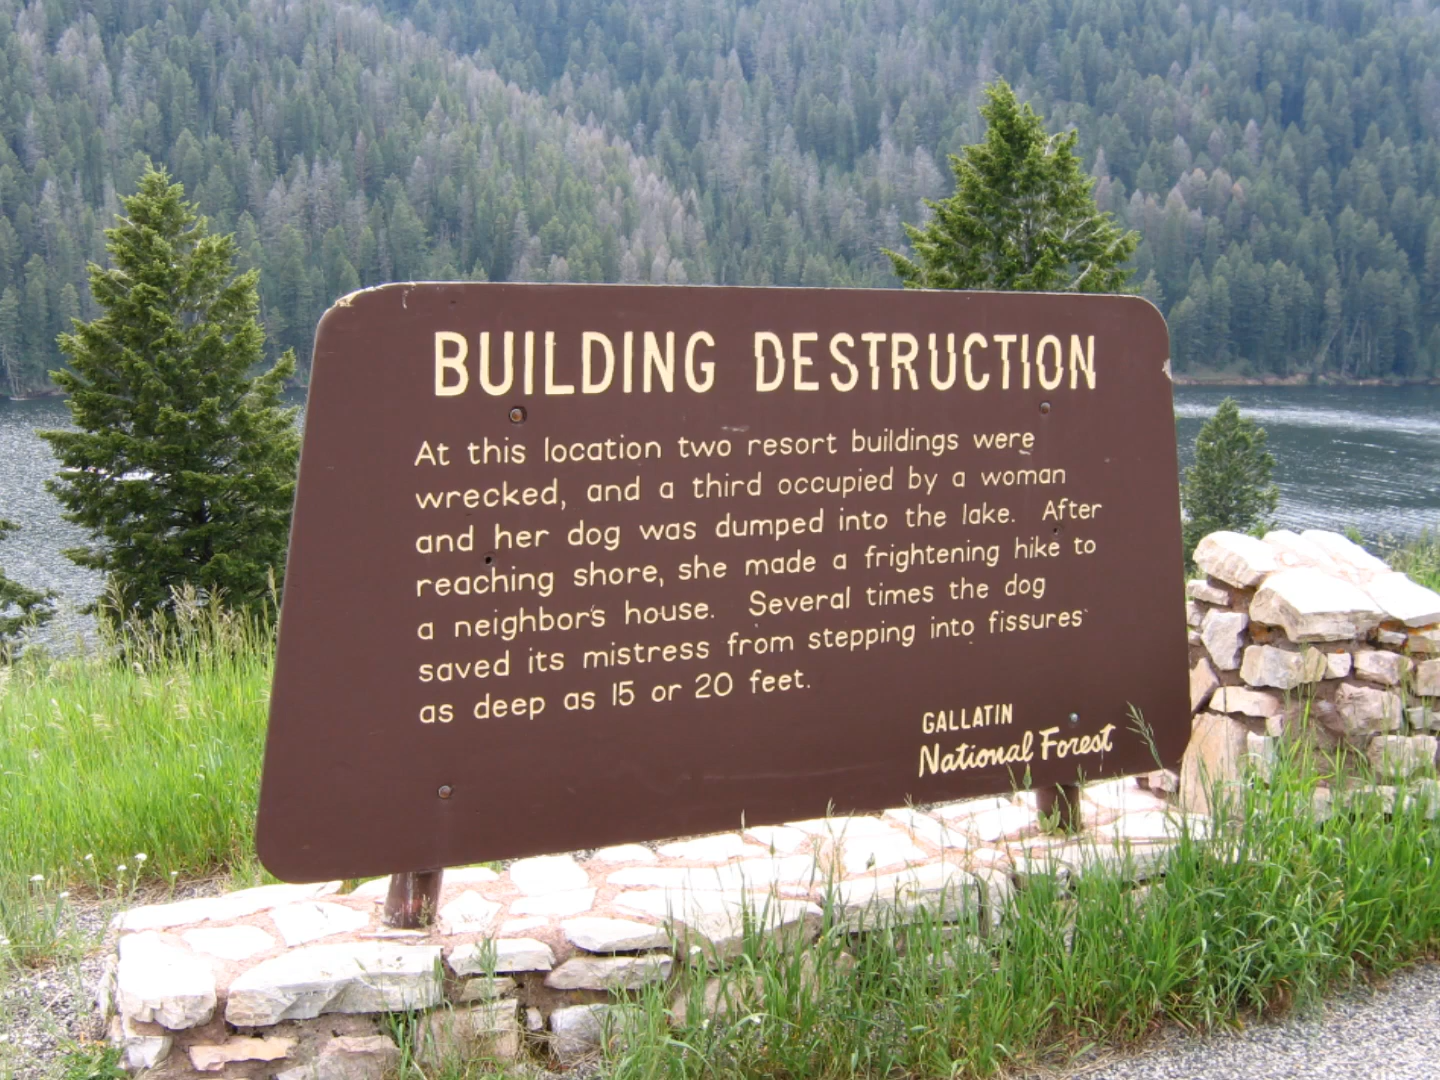 BUILDING DESTRUCTION
At this location two resort buildings were
wrecked, and a third occupied by a woman
and her dog was dumped into the lake. After
reaching shore, she made a frightening hike to
a neighbor's house. Several times the dog
saved its mistress from stepping into fissures
as deep as 15 or 20 feet.
GALLATIN
National Forest